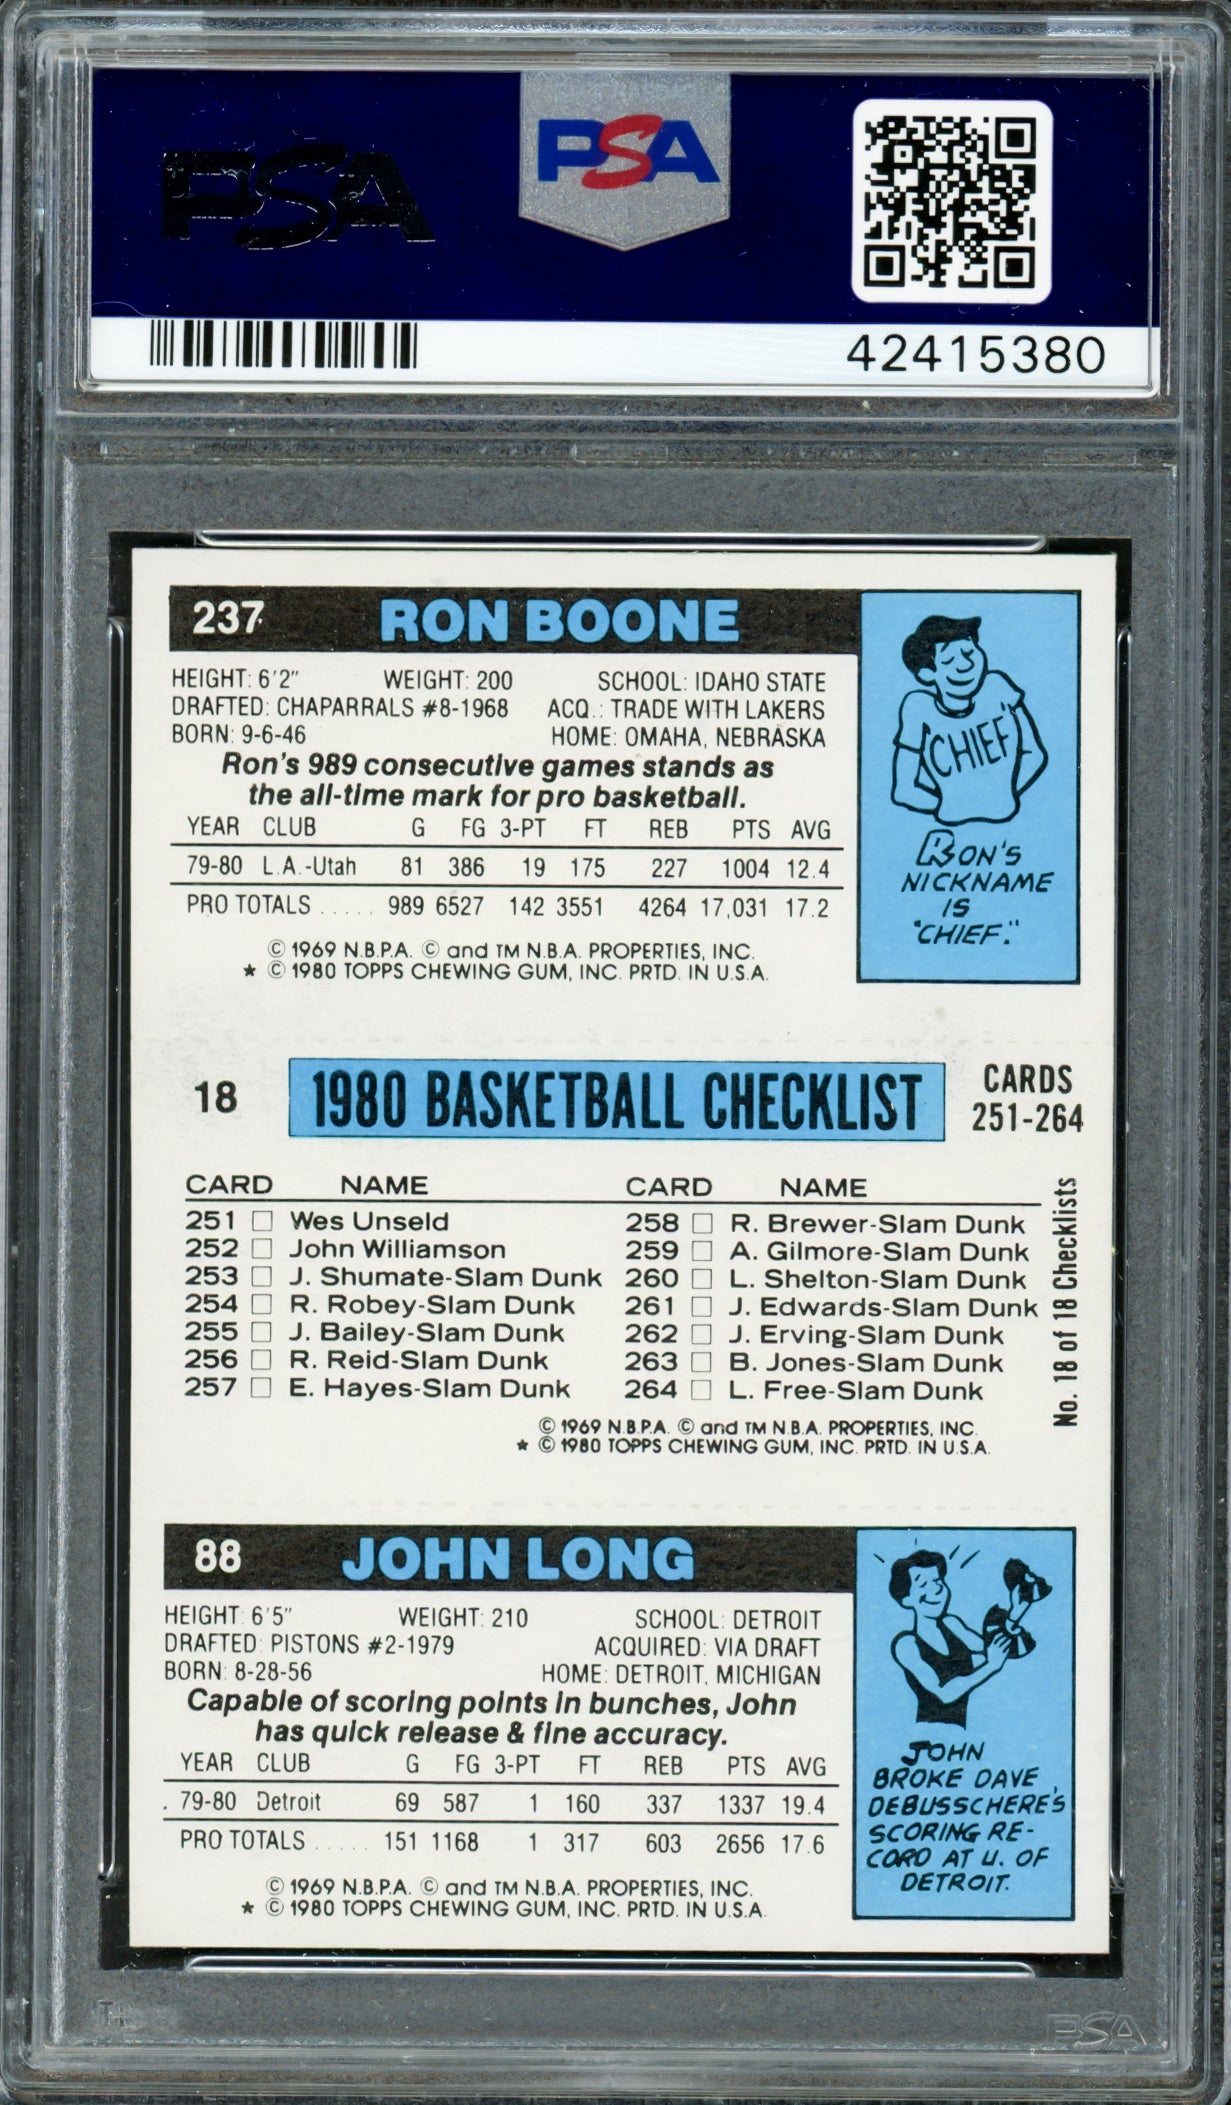 PSA
PSA
42415380
237 RON BOONE
HEIGHT: 6'2" WEIGHT: 200 SCHOOL: IDAHO STATE
DRAFTED: CHAPARRALS #8-1968 ACQ.: TRADE WITH LAKERS
BORN: 9-6-46 HOME: OMAHA, NEBRASKA
Ron's 989 consecutive games stands as
the all-time mark for pro basketball.
YEAR CLUB G FG 3-PT FT REB PTS AVG
79-80 L.A.-Utah 81 386 19 175 227 1004 12.4
PRO TOTALS ..... 989 6527 142 3551 4264 17,031 17.2
© 1969 N.B.P.A. © and TM N.B.A. PROPERTIES, INC.
★ © 1980 TOPPS CHEWING GUM, INC. PRTD. IN U.S.A.
CHIEF
RON'S
NICKNAME
IS
"CHIEF."
18 1980 BASKETBALL CHECKLIST CARDS
251-264
CARD NAME CARD NAME
251 □ Wes Unseld 258 □ R. Brewer-Slam Dunk
252 □ John Williamson 259 □ A. Gilmore-Slam Dunk
253 □ J. Shumate-Slam Dunk 260 □ L. Shelton-Slam Dunk
254 □ R. Robey-Slam Dunk 261 □ J. Edwards-Slam Dunk
255 □ J. Bailey-Slam Dunk 262 □ J. Erving-Slam Dunk
256 □ R. Reid-Slam Dunk 263 □ B. Jones-Slam Dunk
257 □ E. Hayes-Slam Dunk 264 □ L. Free-Slam Dunk
No. 18 of 18 Checklists
© 1969 N.B.P.A. © and TM N.B.A. PROPERTIES, INC.
★ © 1980 TOPPS CHEWING GUM, INC. PRTD. IN U.S.A.
88 JOHN LONG
HEIGHT: 6'5" WEIGHT: 210 SCHOOL: DETROIT
DRAFTED: PISTONS #2-1979 ACQUIRED: VIA DRAFT
BORN: 8-28-56 HOME: DETROIT, MICHIGAN
Capable of scoring points in bunches, John
has quick release & fine accuracy.
YEAR CLUB G FG 3-PT FT REB PTS AVG
79-80 Detroit 69 587 1 160 337 1337 19.4
PRO TOTALS ..... 151 1168 1 317 603 2656 17.6
© 1969 N.B.P.A. © and TM N.B.A. PROPERTIES, INC.
★ © 1980 TOPPS CHEWING GUM, INC. PRTD. IN U.S.A.
JOHN
BROKE DAVE
DEBUSSCHERE'S
SCORING RE-
CORD AT U. OF
DETROIT.
PSA